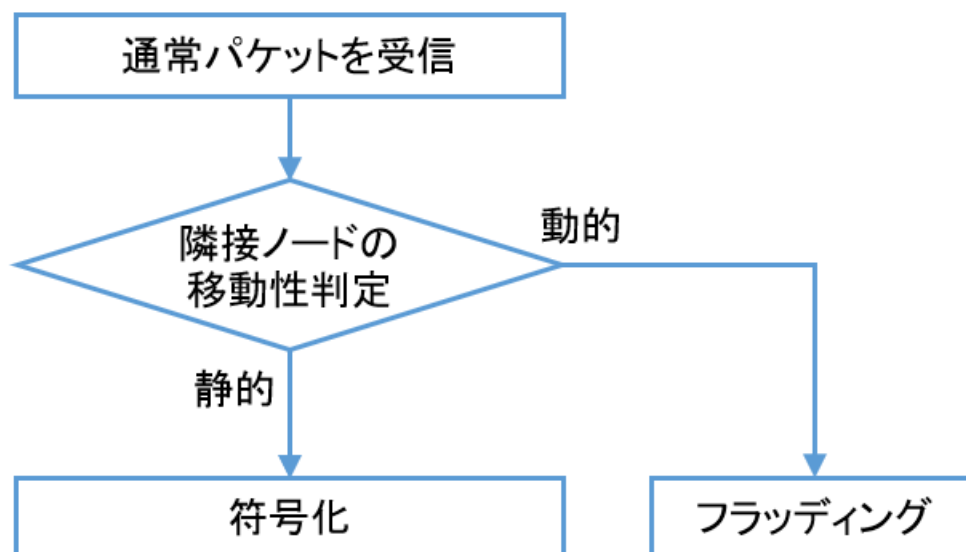 通常パケットを受信
隣接ノードの
移動性判定
動的
静的
符号化
フラッディング